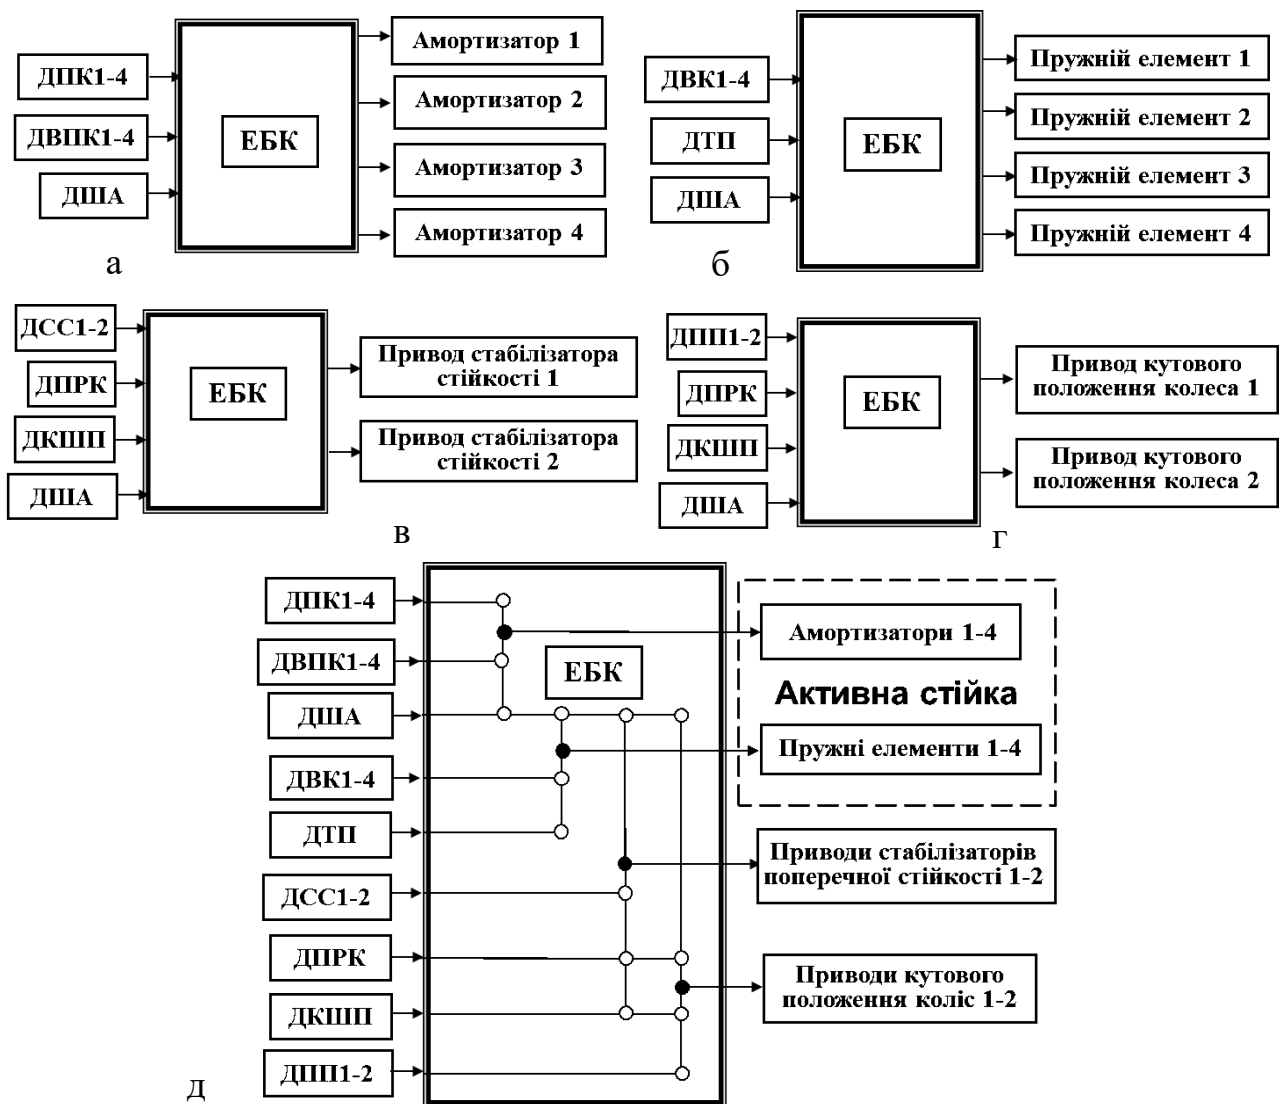 ДПК1-4
ДВПК1-4
ДША
ЕБК
Амортизатор 1
Амортизатор 2
Амортизатор 3
Амортизатор 4
а
ДВК1-4
ДТП
ДША
ЕБК
Пружній елемент 1
Пружній елемент 2
Пружній елемент 3
Пружній елемент 4
б
ДСС1-2
ДПРК
ДКШП
ДША
ЕБК
Привод стабілізатора
стійкості 1
Привод стабілізатора
стійкості 2
в
ДПП1-2
ДПРК
ДКШП
ДША
ЕБК
Привод кутового
положення колеса 1
Привод кутового
положення колеса 2
г
ДПК1-4
ДВПК1-4
ДША
ДВК1-4
ДТП
ДСС1-2
ДПРК
ДКШП
ДПП1-2
ЕБК
Амортизатори 1-4
Активна стійка
Пружні елементи 1-4
Приводи стабілізаторів
поперечної стійкості 1-2
Приводи кутового
положення коліс 1-2
д